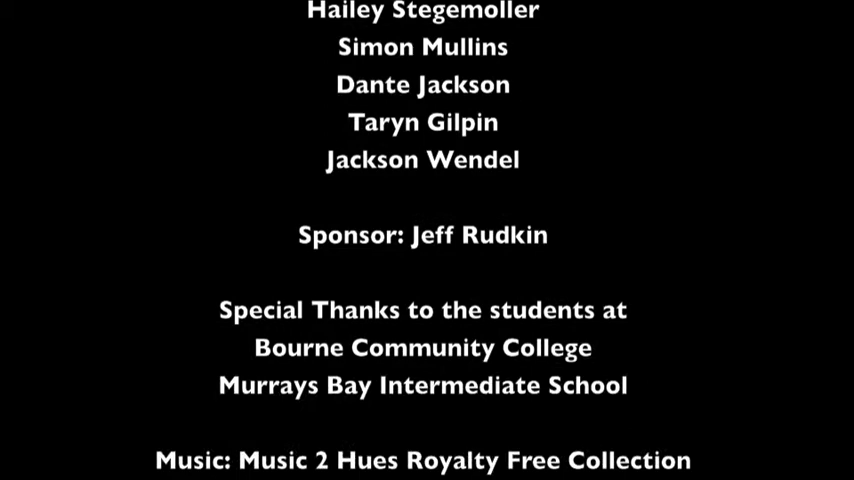 Hailey Stegemoller
Simon Mullins
Dante Jackson
Taryn Gilpin
Jackson Wendel
Sponsor: Jeff Rudkin
Special Thanks to the students at
Bourne Community College
Murrays Bay Intermediate School
Music: Music 2 Hues Royalty Free Collection